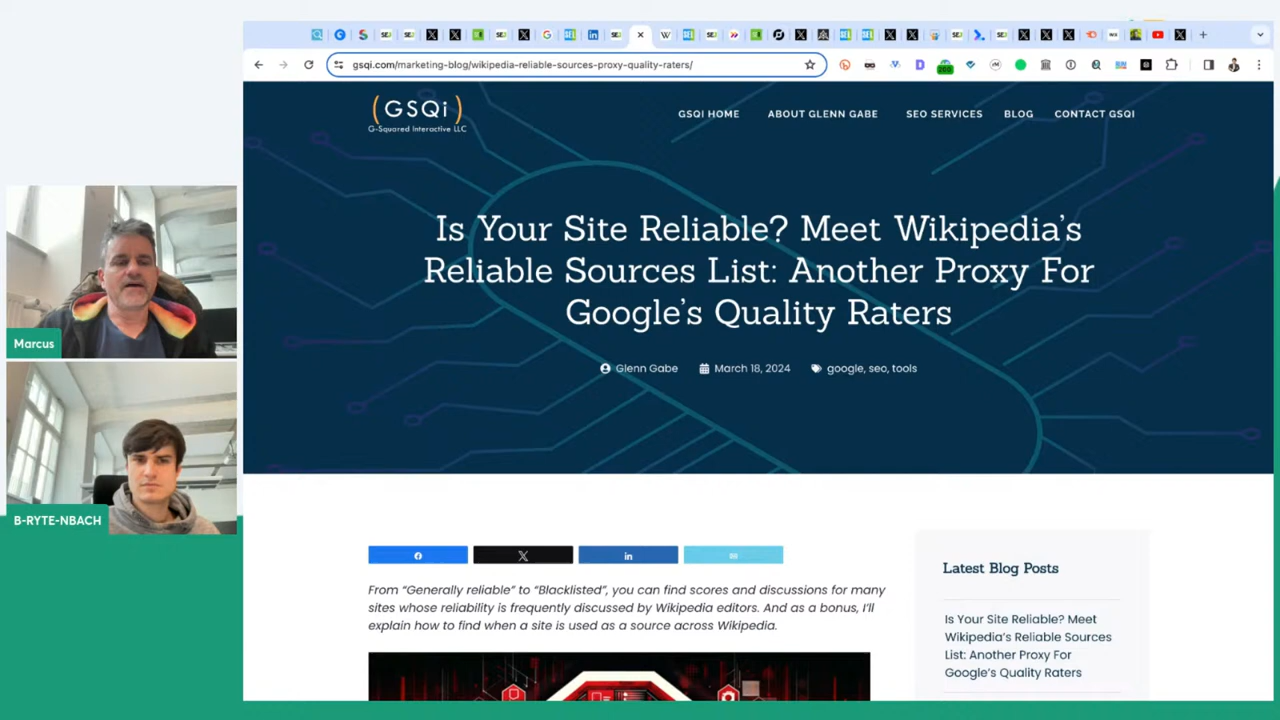 gsqi.com/marketing-blog/wikipedia-reliable-sources-proxy-quality-raters/
(GSQi)
G-Squared Interactive LLC
GSQI HOME
ABOUT GLENN GABE
SEO SERVICES
BLOG
CONTACT GSQI
Is Your Site Reliable? Meet Wikipedia's
Reliable Sources List: Another Proxy For
Google's Quality Raters
Glenn Gabe
March 18, 2024
google, seo, tools
Marcus
B-RYTE-NBACH
From “Generally reliable” to “Blacklisted”, you can find scores and discussions for many
sites whose reliability is frequently discussed by Wikipedia editors. And as a bonus, I’ll
explain how to find when a site is used as a source across Wikipedia.
Latest Blog Posts
Is Your Site Reliable? Meet
Wikipedia’s Reliable Sources
List: Another Proxy For
Google’s Quality Raters